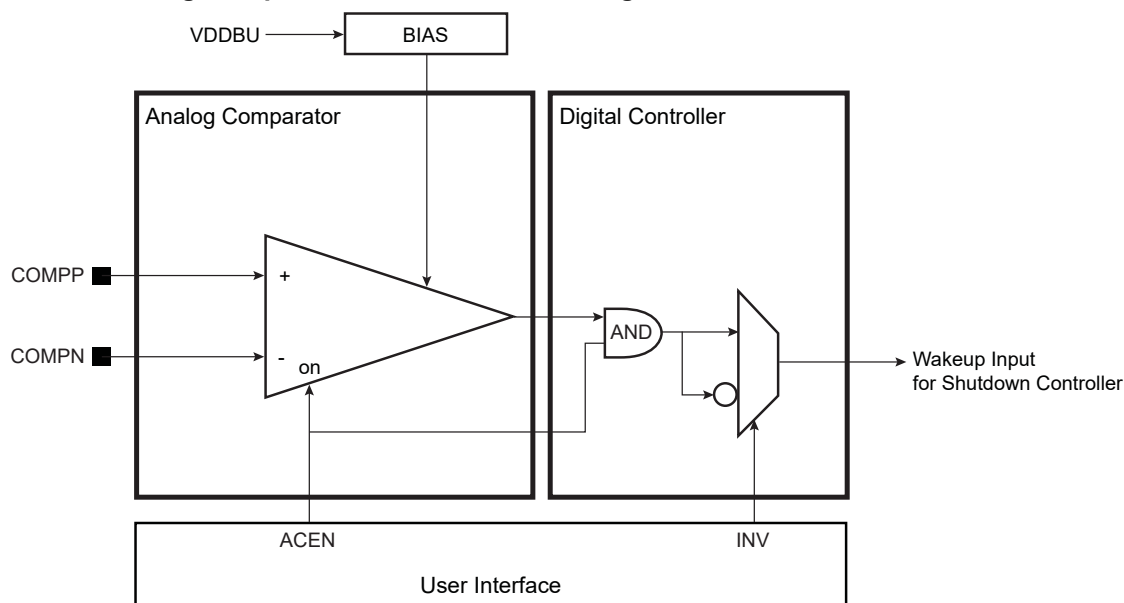 VDDBU
BIAS
Analog Comparator
Digital Controller
COMPP
+
AND
COMPN
-
on
Wakeup Input
for Shutdown Controller
ACEN
INV
User Interface